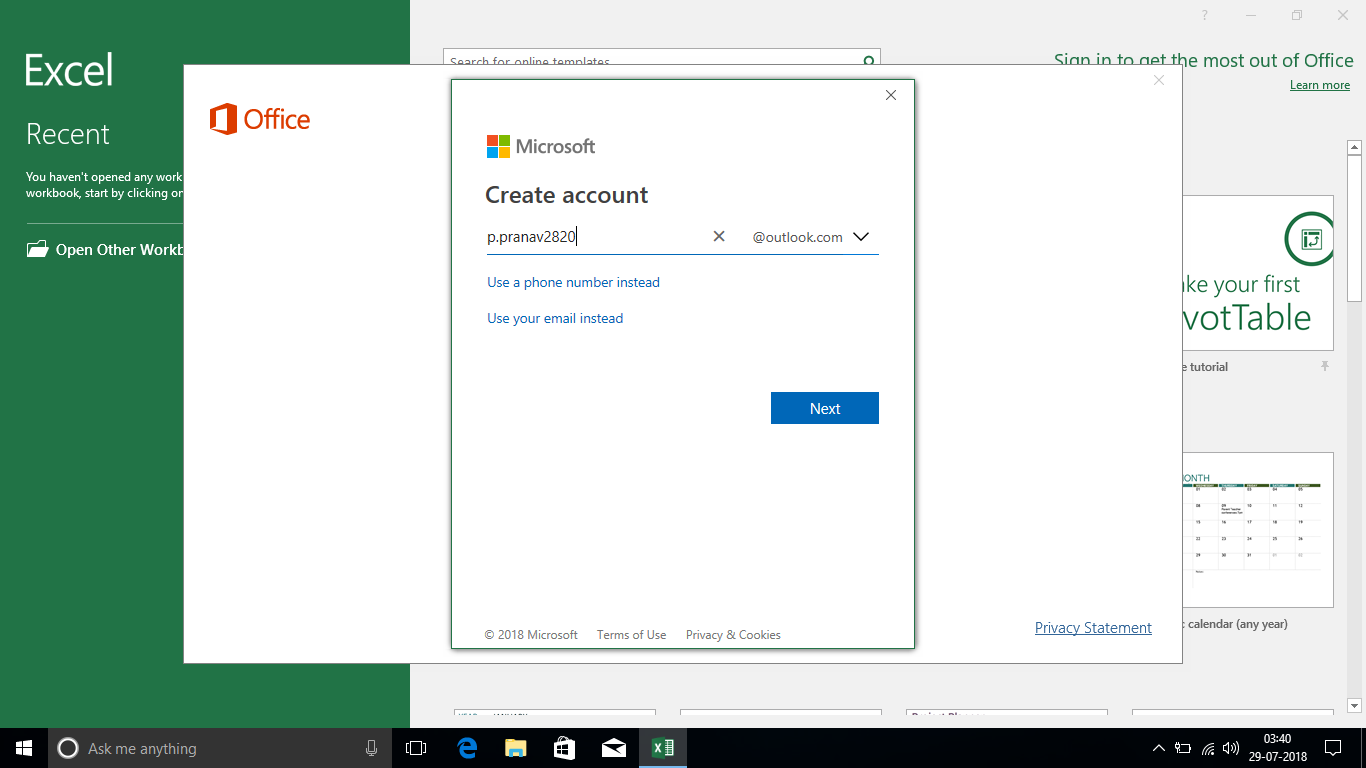 Excel
Recent
You haven't opened any work
workbook, start by clicking on
Open Other Workb
Search for online templates
?
Sign in to get the most out of Office
Learn more
Office
Microsoft
Create account
p.pranav2820
@outlook.com
Use a phone number instead
Use your email instead
Next
© 2018 Microsoft Terms of Use Privacy & Cookies
Privacy Statement
ke your first
votTable
e tutorial
ONTH
calendar (any year)
Ask me anything
03:40
29-07-2018